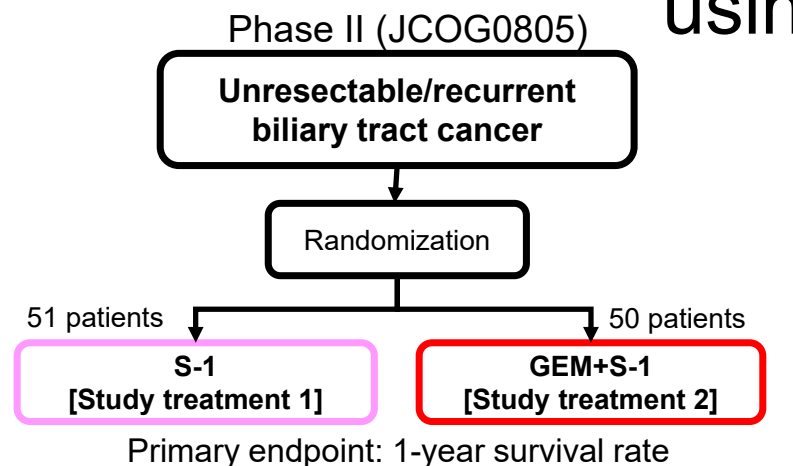 Phase II (JCOG0805)
Unresectable/recurrent
biliary tract cancer
Randomization
51 patients
50 patients
S-1
[Study treatment 1]
GEM+S-1
[Study treatment 2]
Primary endpoint: 1-year survival rate